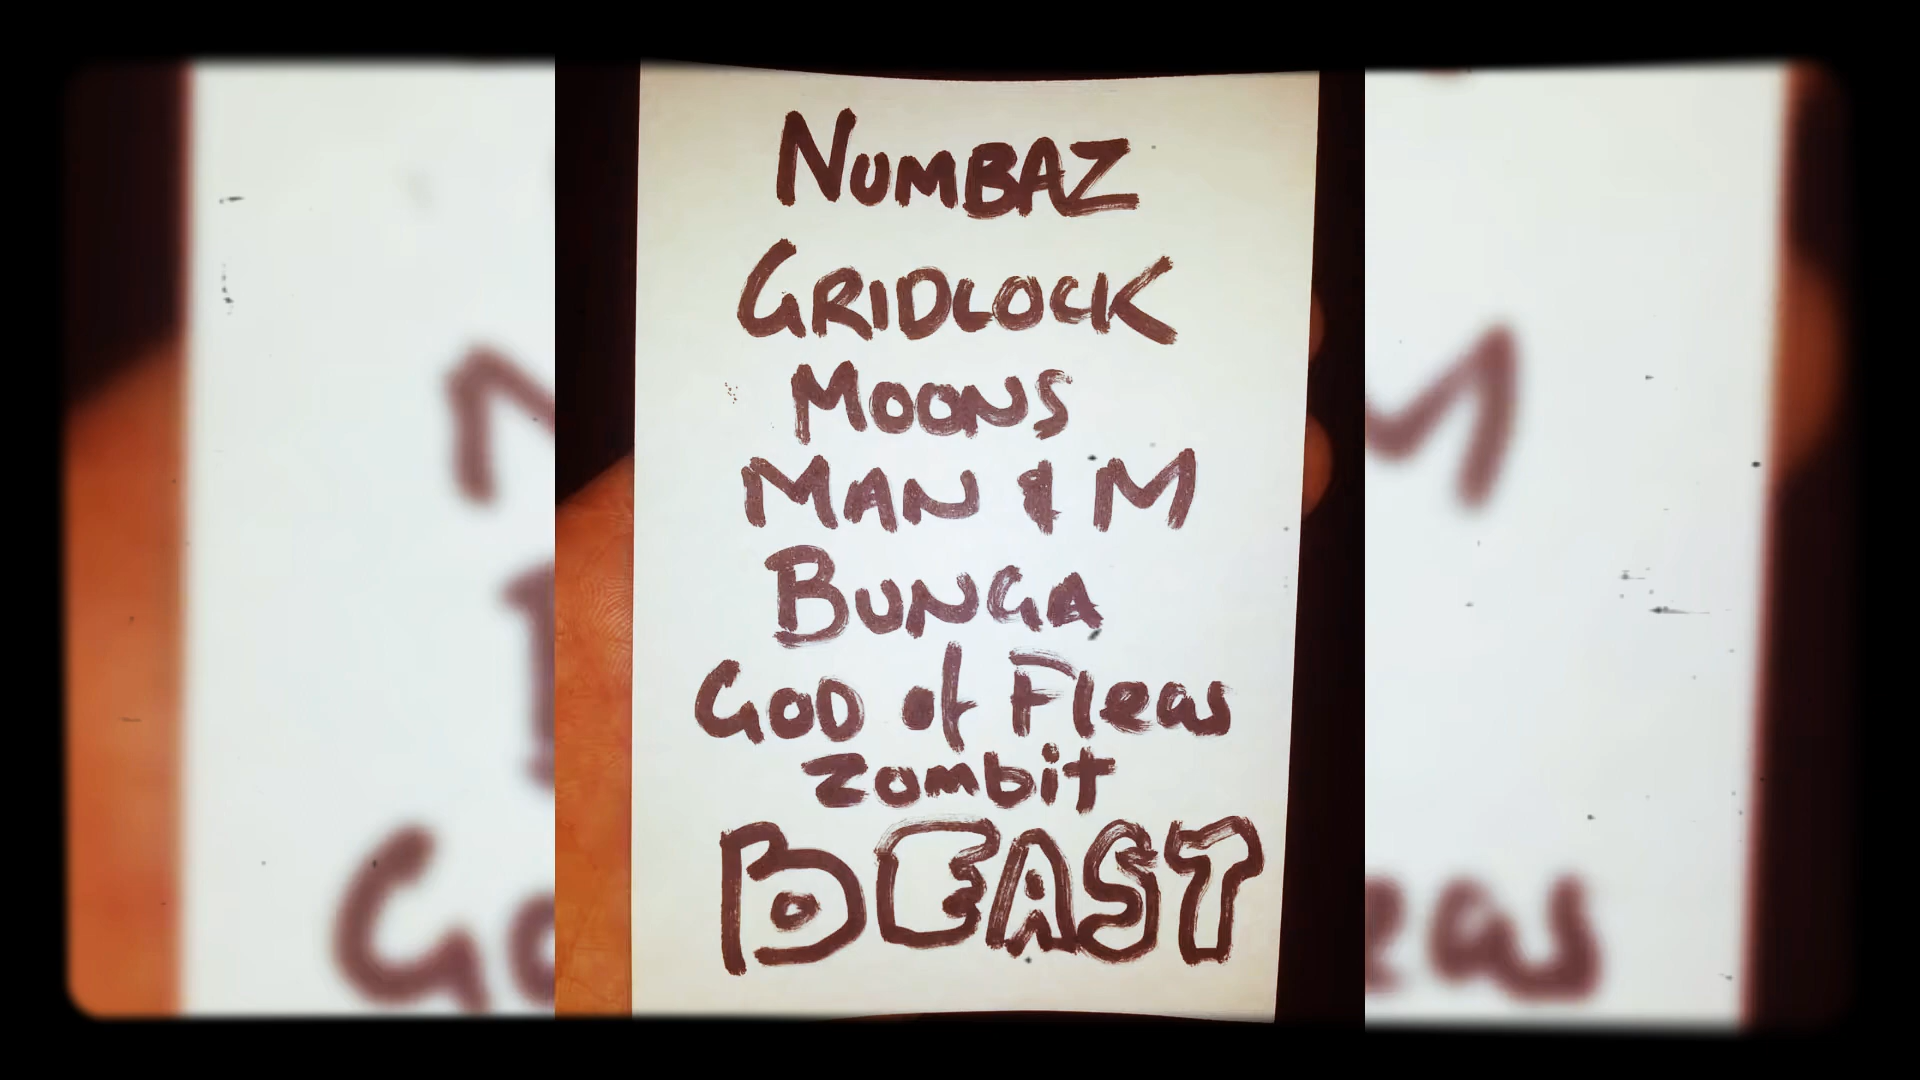 NUMBAZ
GRIDLOCK
MOONS
MAN & M
BUNGA
GOD of Fleas
zombit
BEAST